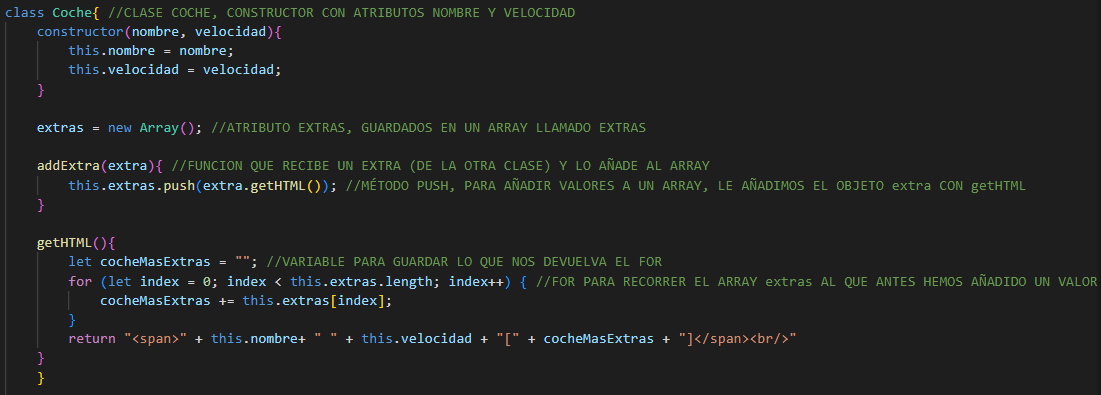 class Coche{ //CLASE COCHE, CONSTRUCTOR CON ATRIBUTOS NOMBRE Y VELOCIDAD
    constructor(nombre, velocidad){
        this.nombre = nombre;
        this.velocidad = velocidad;
    }

    extras = new Array(); //ATRIBUTO EXTRAS, GUARDADOS EN UN ARRAY LLAMADO EXTRAS

    addExtra(extra){ //FUNCION QUE RECIBE UN EXTRA (DE LA OTRA CLASE) Y LO AÑADE AL ARRAY
        this.extras.push(extra.getHTML()); //MÉTODO PUSH, PARA AÑADIR VALORES A UN ARRAY, LE AÑADIMOS EL OBJETO extra CON getHTML
    }

    getHTML(){
        let cocheMasExtras = ""; //VARIABLE PARA GUARDAR LO QUE NOS DEVUELVA EL FOR
        for (let index = 0; index < this.extras.length; index++) { //FOR PARA RECORRER EL ARRAY extras AL QUE ANTES HEMOS AÑADIDO UN VALOR
            cocheMasExtras += this.extras[index];
        }
        return "<span>" + this.nombre+ " " + this.velocidad + "[" + cocheMasExtras + "]</span><br/>"
    }
    }